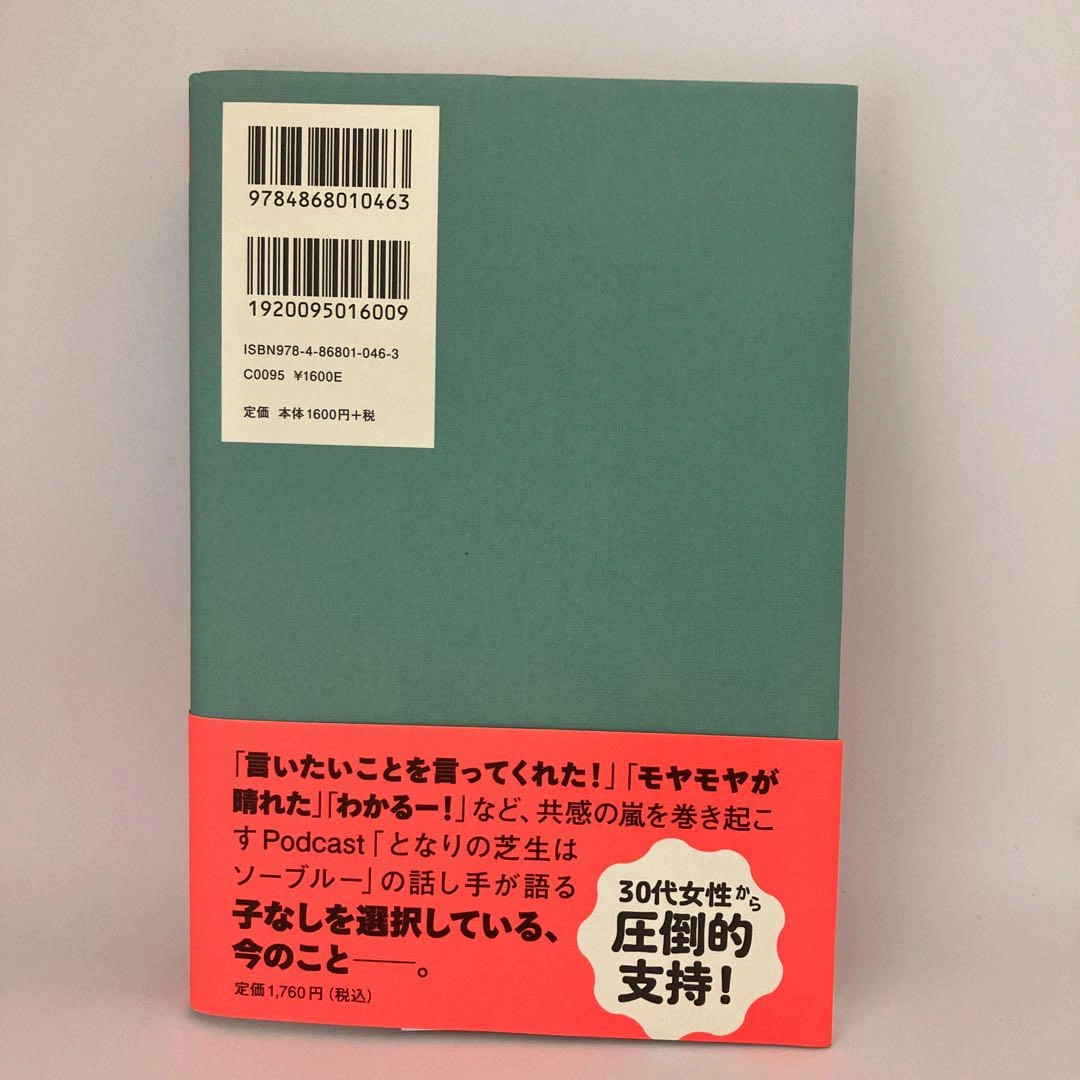 9784868010463
1920095016009
ISBN978-4-86801-046-3
C0095 ¥1600E
定価 本体1600円+税
「言いたいことを言ってくれた!」「モヤモヤが
晴れた」「わかるー!」など、共感の嵐を巻き起こ
すPodcast「となりの芝生は
ソーブルー」の話し手が語る
子なしを選択している、
今のこと――。
定価1,760円(税込)
30代女性から
圧倒的
支持!